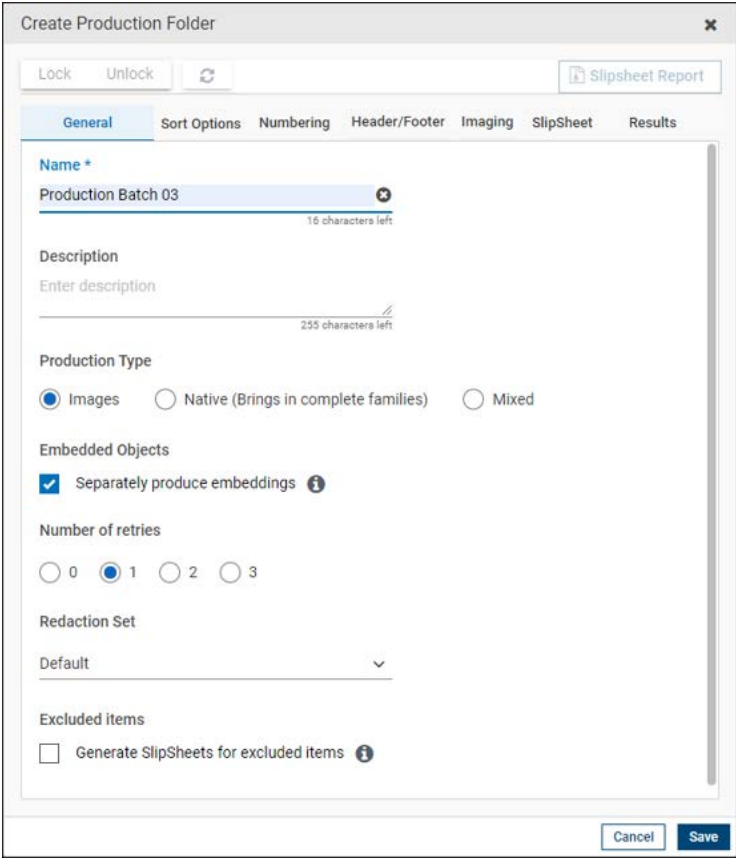 Create Production Folder
Lock Unlock Slipsheet Report
General Sort Options Numbering Header/Footer Imaging SlipSheet Results
Name *
Production Batch 03
16 characters left
Description
Enter description
255 characters left
Production Type
Images Native (Brings in complete families) Mixed
Embedded Objects
Separately produce embeddings
Number of retries
0 1 2 3
Redaction Set
Default
Excluded items
Generate SlipSheets for excluded items
Cancel Save